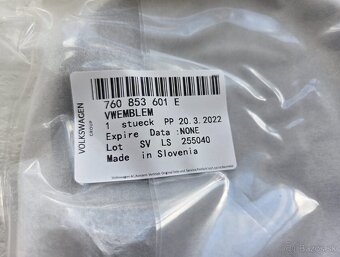 VOLKSWAGEN
GROUP
760 853 601 E
VWEMBLEM
1 stueck PP 20.3.2022
Expire Data :NONE
Lot SV LS 255040
Made in Slovenia